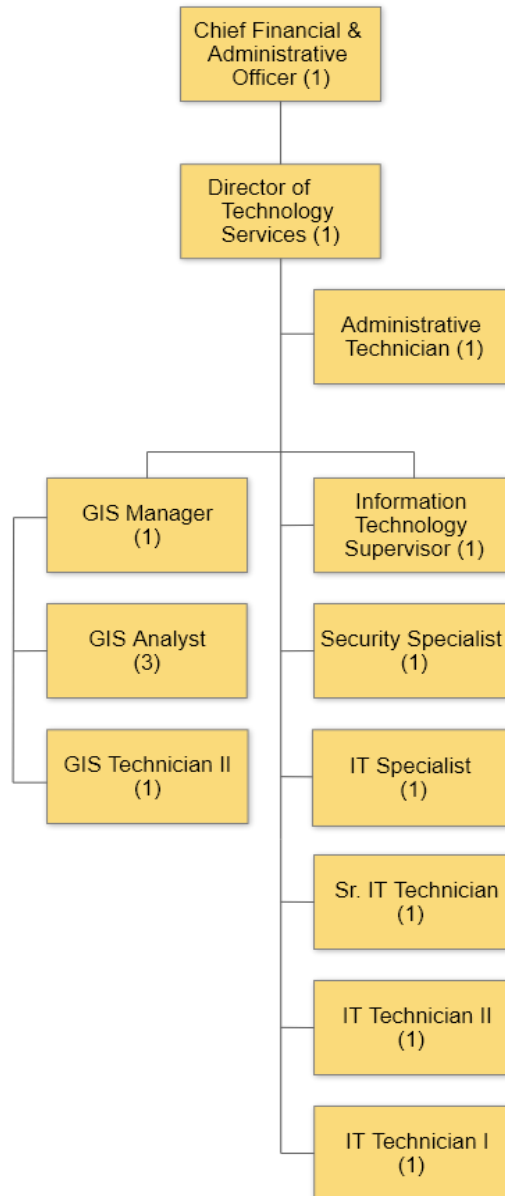 Chief Financial &
Administrative
Officer (1)
Director of
Technology
Services (1)
Administrative
Technician (1)
GIS Manager
(1)
Information
Technology
Supervisor (1)
GIS Analyst
(3)
Security Specialist
(1)
GIS Technician II
(1)
IT Specialist
(1)
Sr. IT Technician
(1)
IT Technician II
(1)
IT Technician I
(1)